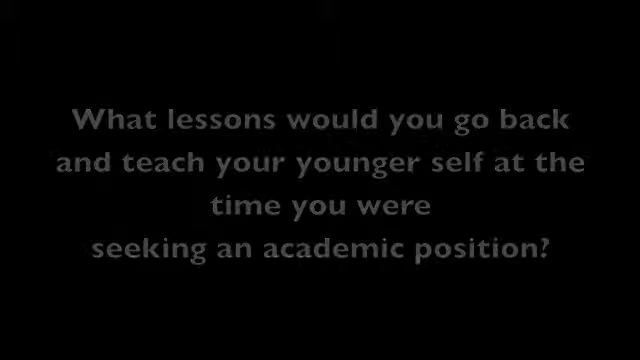 What lessons would you go back
and teach your younger self at the
time you were
seeking an academic position?